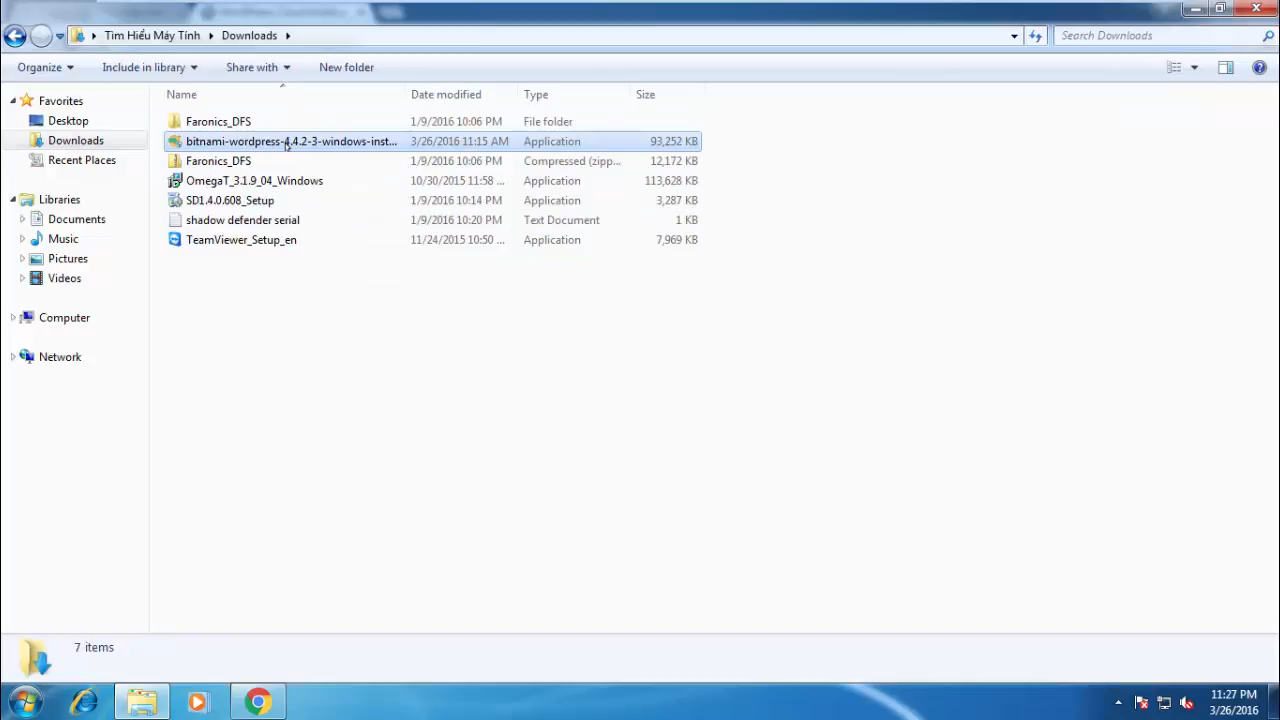 Tìm Hiểu Máy Tính Downloads
Search Downloads
Organize Include in library Share with New folder
Name Date modified Type Size
Favorites
Desktop
Downloads
Recent Places
Libraries
Documents
Music
Pictures
Videos
Computer
Network
Faronics_DFS 1/9/2016 10:06 PM File folder
bitnami-wordpress-4.4.2-3-windows-inst... 3/26/2016 11:15 AM Application 93,252 KB
Faronics_DFS 1/9/2016 10:06 PM Compressed (zipp... 12,172 KB
OmegaT_3.1.9_04_Windows 10/30/2015 11:58 ... Application 113,628 KB
SD1.4.0.608_Setup 1/9/2016 10:14 PM Application 3,287 KB
shadow defender serial 1/9/2016 10:20 PM Text Document 1 KB
TeamViewer_Setup_en 11/24/2015 10:50 ... Application 7,969 KB
7 items
11:27 PM
3/26/2016